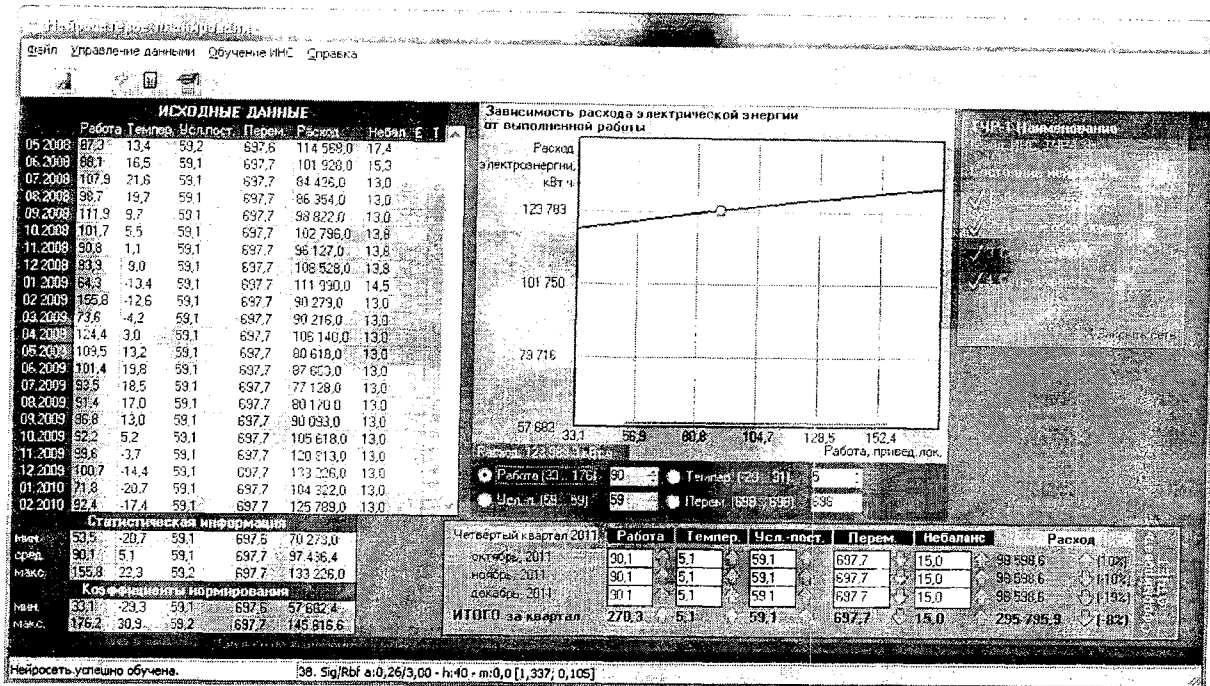 Файл Управление данными Обучение ИНС Справка
ИСХОДНЫЕ ДАННЫЕ
Работа Темпер. Усл.пост. Перем. Расход Небал. Е Т
05.2008 87,3 13,4 59,2 697,6 114 569,0 17,4
06.2008 88,1 16,5 59,1 697,7 101 928,0 15,3
07.2008 107,9 21,6 59,1 697,7 84 436,0 13,0
08.2008 98,7 19,7 59,1 697,7 86 354,0 13,0
09.2008 111,9 9,7 59,1 697,7 98 822,0 13,0
10.2008 101,7 5,5 59,1 697,7 102 796,0 13,8
11.2008 90,8 1,1 59,1 697,7 96 127,0 13,8
12.2008 83,9 -9,0 59,1 697,7 108 528,0 13,8
01.2009 64,3 -13,4 59,1 697,7 111 990,0 14,5
02.2009 155,8 -12,6 59,1 697,7 90 279,0 13,0
03.2009 73,6 -4,2 59,1 697,7 90 216,0 13,0
04.2009 124,4 3,0 59,1 697,7 106 140,0 13,0
05.2009 109,5 13,2 59,1 697,7 80 618,0 13,0
06.2009 101,4 19,8 59,1 697,7 13,0
07.2009 18,5 59,1 697,7 77 128,0 13,0
08.2009 91,4 17,0 59,1 697,7 80 170,0 13,0
09.2009 96,8 13,0 59,1 697,7 90 093,0 13,0
10.2009 92,2 5,2 59,1 697,7 105 618,0 13,0
11.2009 99,6 -3,7 59,1 697,7 13,0
12.2009 100,7 -14,4 59,1 697,7 133 226,0 13,0
01.2010 71,8 -20,7 59,1 697,7 104 322,0 13,0
02.2010 92,4 -17,4 59,1 697,7 125 789,0 13,0
Статистическая информация
мин. 53,5 -20,7 59,1 697,6 70 273,0
сред. 90,1 5,1 59,1 697,7 97 436,4
макс. 155,8 22,3 59,2 697,7 133 226,0
Коэффициенты нормирования
мин. 33,1 -29,3 59,1 697,6 57 682,4
макс. 176,2 30,9 59,2 697,7 145 816,6
Зависимость расхода электрической энергии
от выполненной работы
Расход
электроэнергии,
кВт ч
123 783
101 750
79 716
57 683
33,1 56,9 80,8 104,7 128,5 152,4
Работа, привед.лок.
Работа [33 .. 176] 90 Темпер. 5
Усл-п. [59 .. 59] 59 Перем. [698 .. 698] 698
ТЧР-1 Наименование
Четвертый квартал 2011 Работа Темпер. Усл.-пост. Перем. Небаланс Расход
октябрь, 2011 90,1 5,1 59,1 697,7 15,0 98 598,6
ноябрь, 2011 90,1 5,1 59,1 697,7 15,0 98 598,6
декабрь, 2011 90,1 5,1 59,1 697,7 15,0 98 598,6
ИТОГО за квартал 270,3 5,1 59,1 697,7 15,0 295 795,9
Нейросеть успешно обучена.
38. Sig/Rbf a:0,26/3,00 - h:40 - m:0,0 [1,337; 0,105]